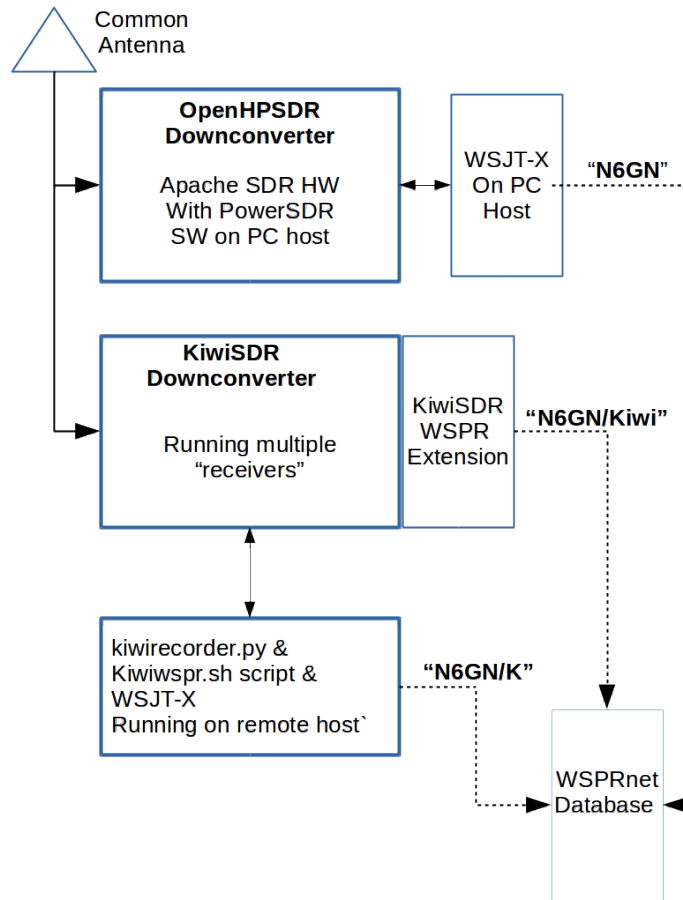 Common
Antenna
OpenHPSDR
Downconverter
Apache SDR HW
With PowerSDR
SW on PC host
WSJT-X
On PC
Host
“N6GN”
KiwiSDR
Downconverter
Running multiple
“receivers”
KiwiSDR
WSPR
Extension
“N6GN/Kiwi”
kiwirecorder.py &
Kiwiwspr.sh script &
WSJT-X
Running on remote host`
“N6GN/K”
WSPRnet
Database